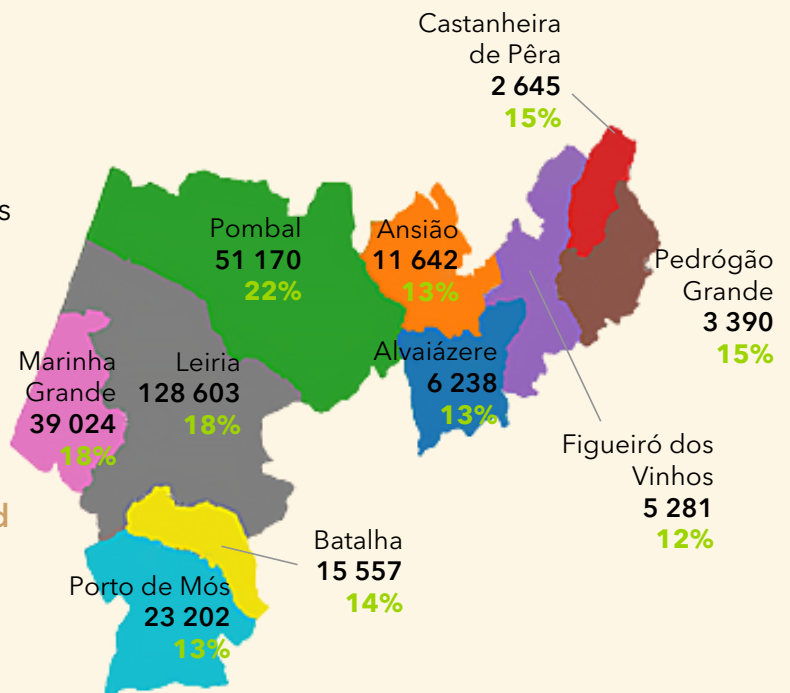 Castanheira
de Pêra
2 645
15%
s
Pombal
51 170
22%
Ansião
11 642
13%
Pedrógão
Grande
3 390
15%
Marinha
Grande
39 024
18%
Leiria
128 603
18%
Alvaiázere
6 238
13%
Figueiró dos
Vinhos
5 281
12%
d
Batalha
15 557
14%
Porto de Mós
23 202
13%